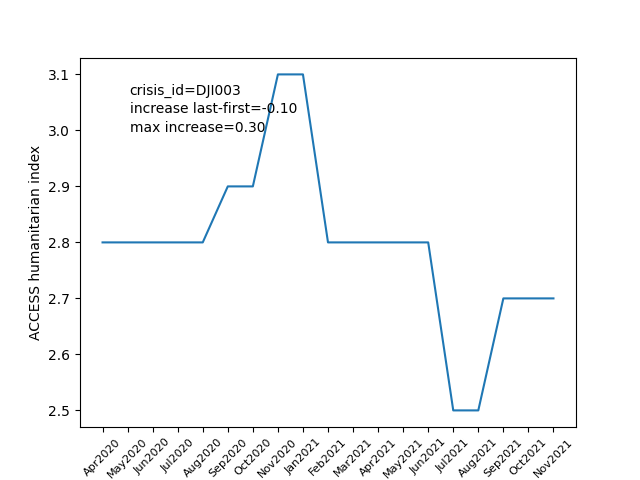 crisis_id=DJI003
increase last-first=-0.10
max increase=0.30
ACCESS humanitarian index
3.1
3.0
2.9
2.8
2.7
2.6
2.5
Apr2020
May2020
Jun2020
Jul2020
Aug2020
Sep2020
Oct2020
Nov2020
Jan2021
Feb2021
Mar2021
Apr2021
May2021
Jun2021
Jul2021
Aug2021
Sep2021
Oct2021
Nov2021